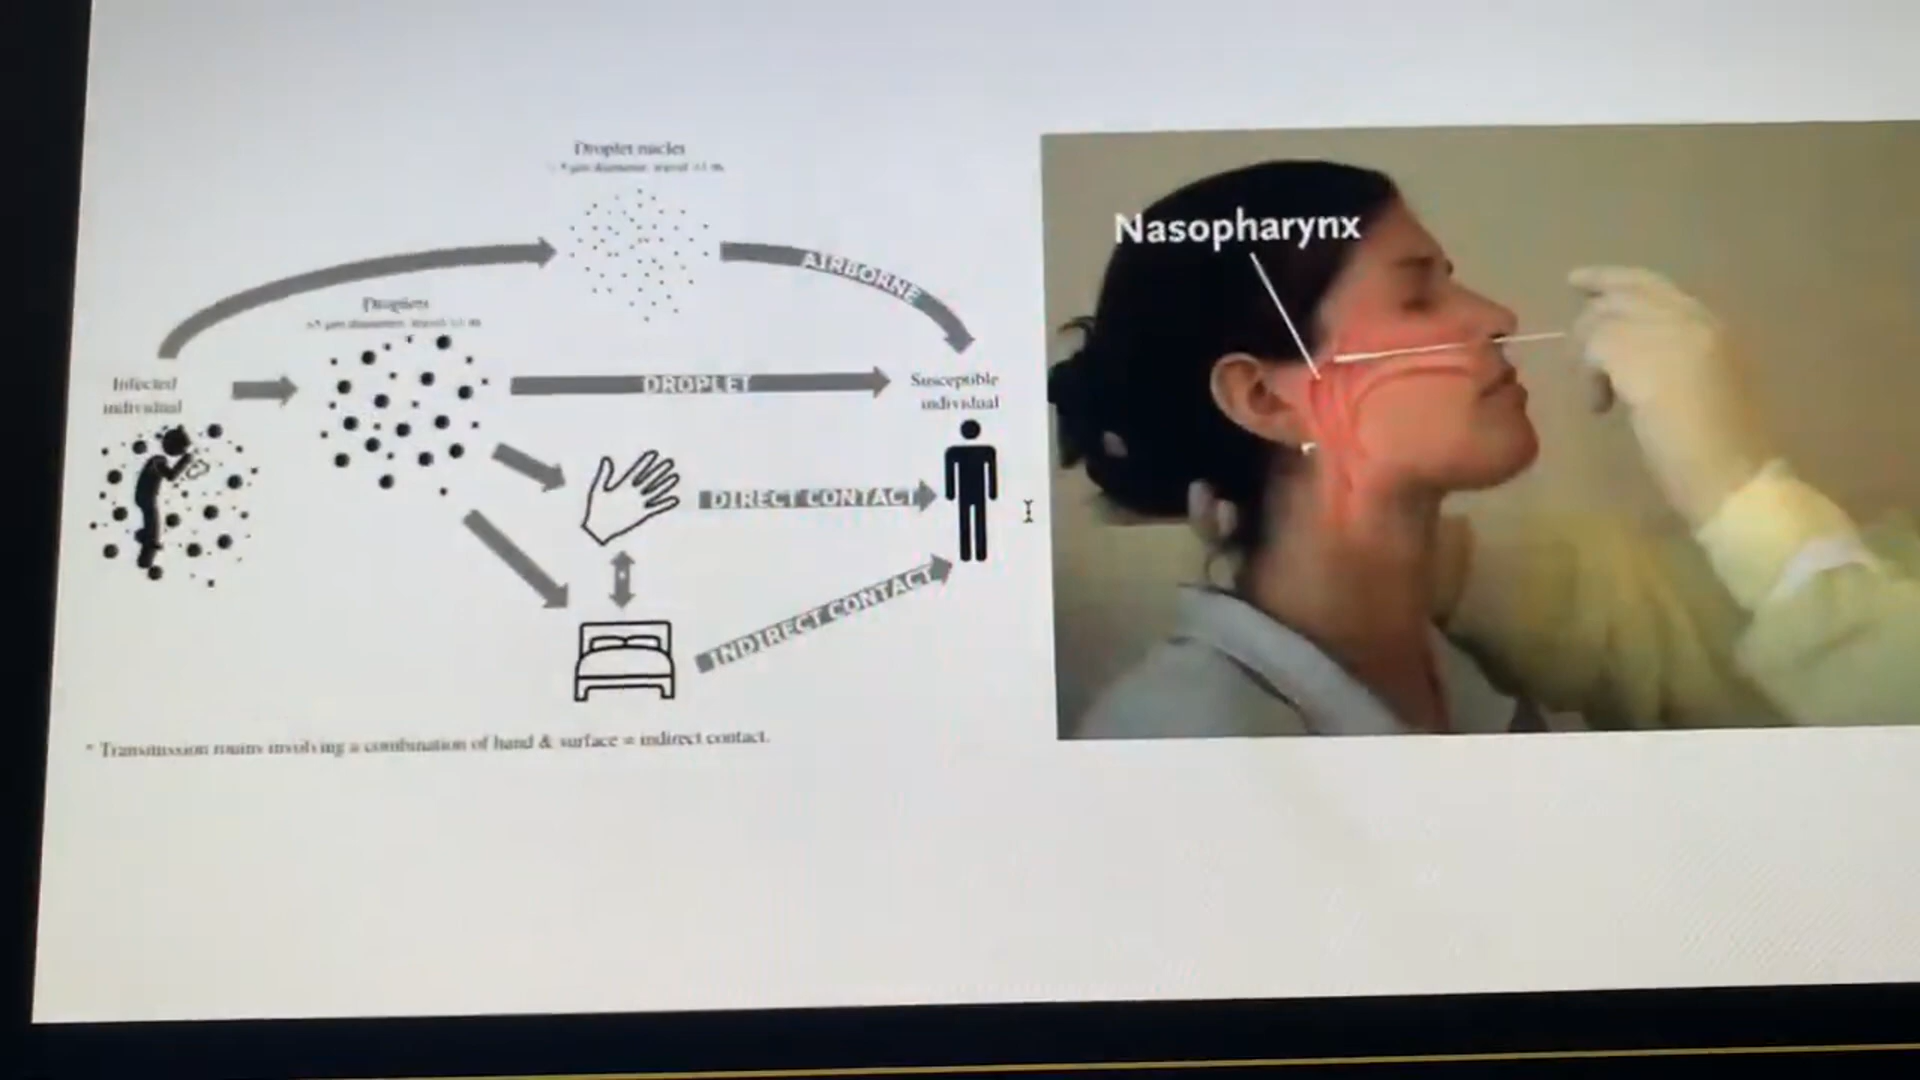 Droplet nuclei
AIRBORNE
Droplets
Infected
individual
DROPLET
Susceptible
individual
DIRECT CONTACT
INDIRECT CONTACT
* Transmission routes involving a combination of hand & surface = indirect contact.
Nasopharynx